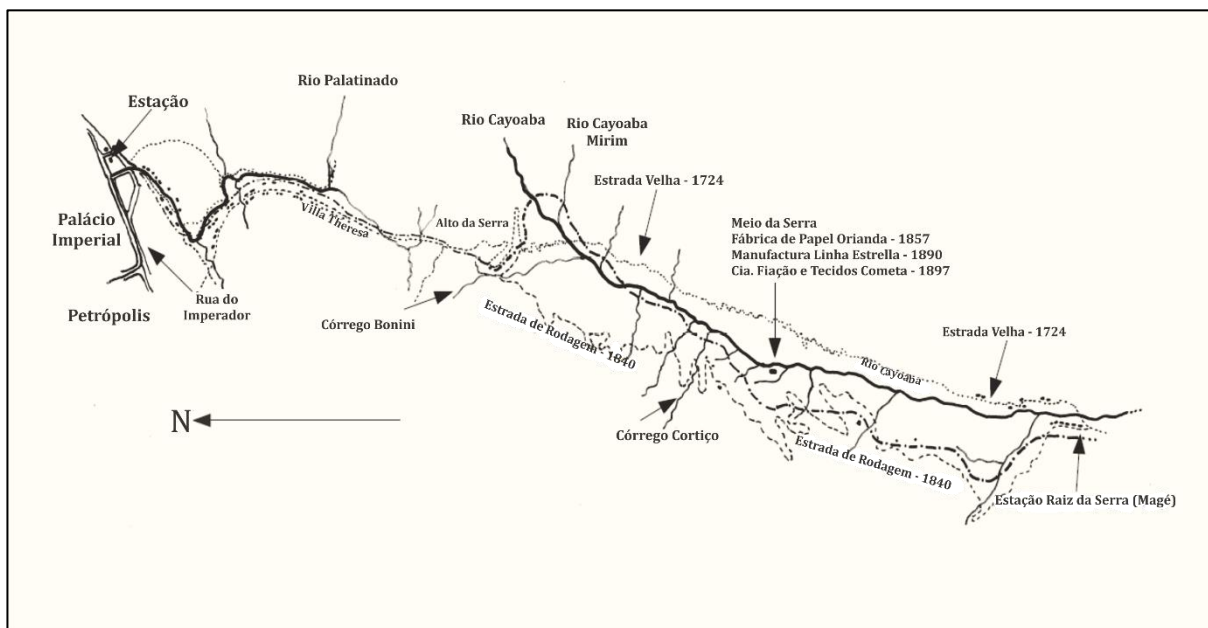 Rio Palatinado
Estação
Rio Cayoaba
Rio Cayoaba
Mirim
Estrada Velha - 1724
Palácio
Imperial
Villa Theresa
Alto da Serra
Meio da Serra
Fábrica de Papel Orianda - 1857
Manufactura Linha Estrella - 1890
Cia. Fiação e Tecidos Cometa - 1897
Petrópolis
Rua do
Imperador
Córrego Bonini
Estrada de Rodagem - 1840
Estrada Velha - 1724
Rio Cayoaba
N
Córrego Cortiço
Estrada de Rodagem - 1840
Estação Raiz da Serra (Magé)